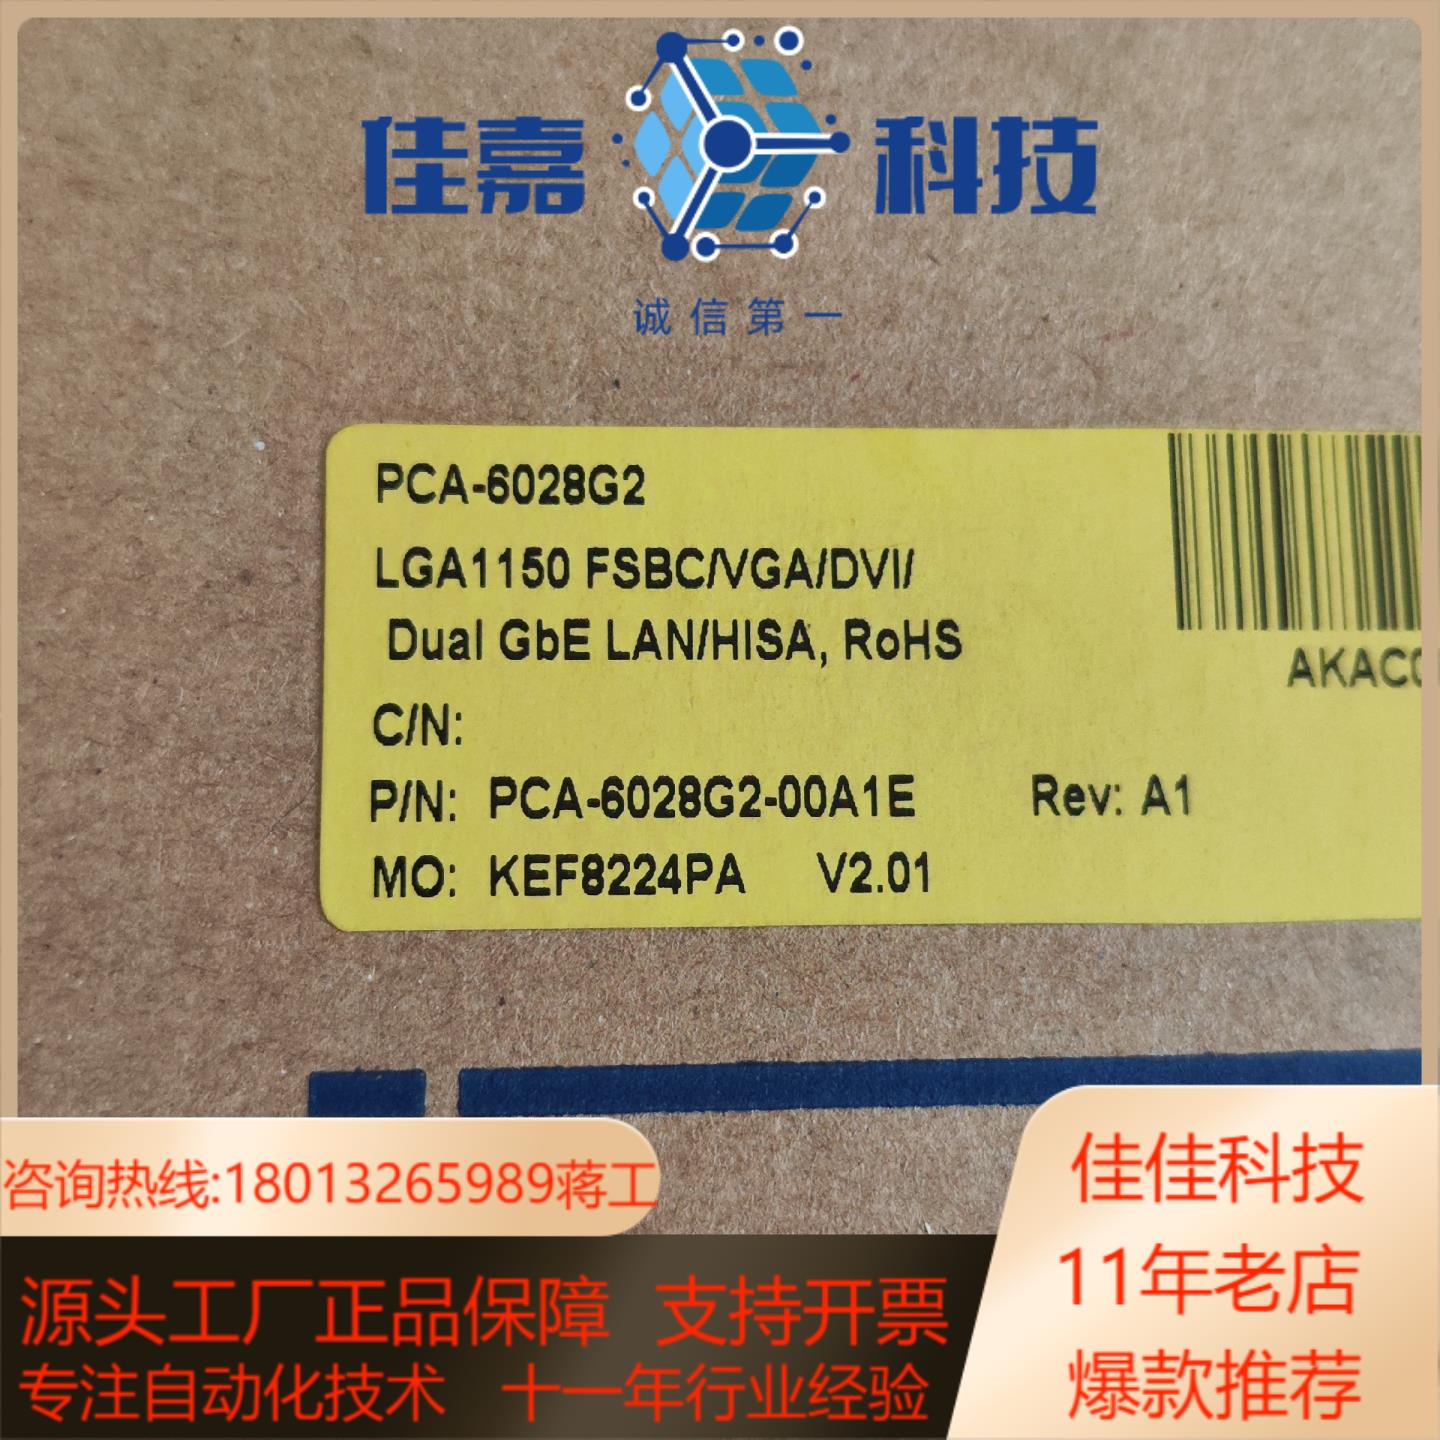 佳嘉 科技
诚信第一
PCA-6028G2
LGA1150 FSBC/VGA/DVI/
Dual GbE LAN/HISA, RoHS
AKAC0
C/N:
P/N: PCA-6028G2-00A1E Rev: A1
MO: KEF8224PA V2.01
咨询热线:18013265989蒋工
源头工厂正品保障 支持开票
专注自动化技术 十一年行业经验
佳佳科技
11年老店
爆款推荐